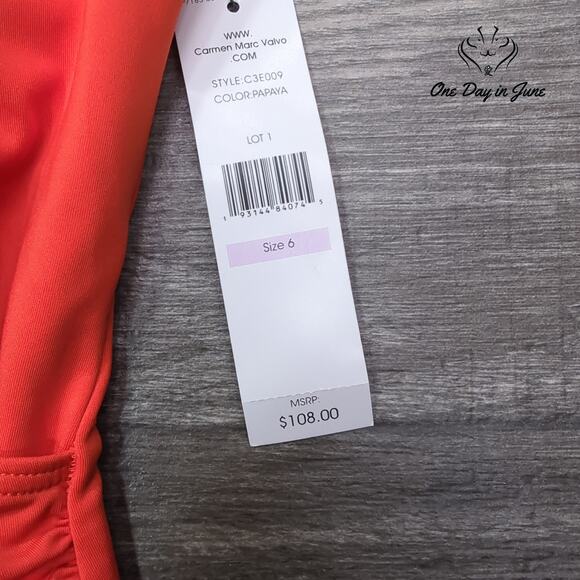 WWW.
Carmen Marc Valvo
.COM
STYLE:C3E009
COLOR:PAPAYA
LOT 1
1 93144 84074 5
Size 6
MSRP:
$108.00
One Day in June